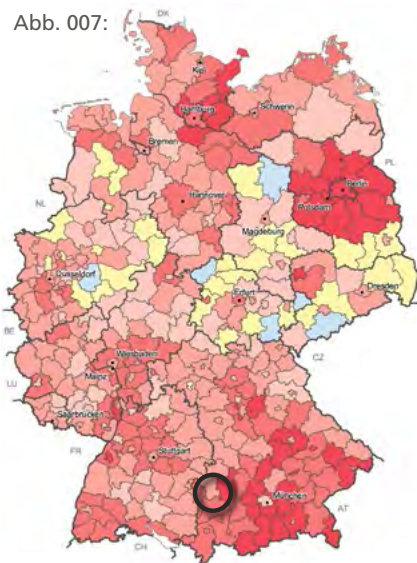 Abb. 007:
DK
Kiel
Hamburg
Schwerin
Bremen
PL
Berlin
NL
Hannover
Potsdam
Magdeburg
Düsseldorf
Dresden
Erfurt
BE
Wiesbaden
CZ
Mainz
LU
Saarbrücken
FR
Stuttgart
München
AT
CH